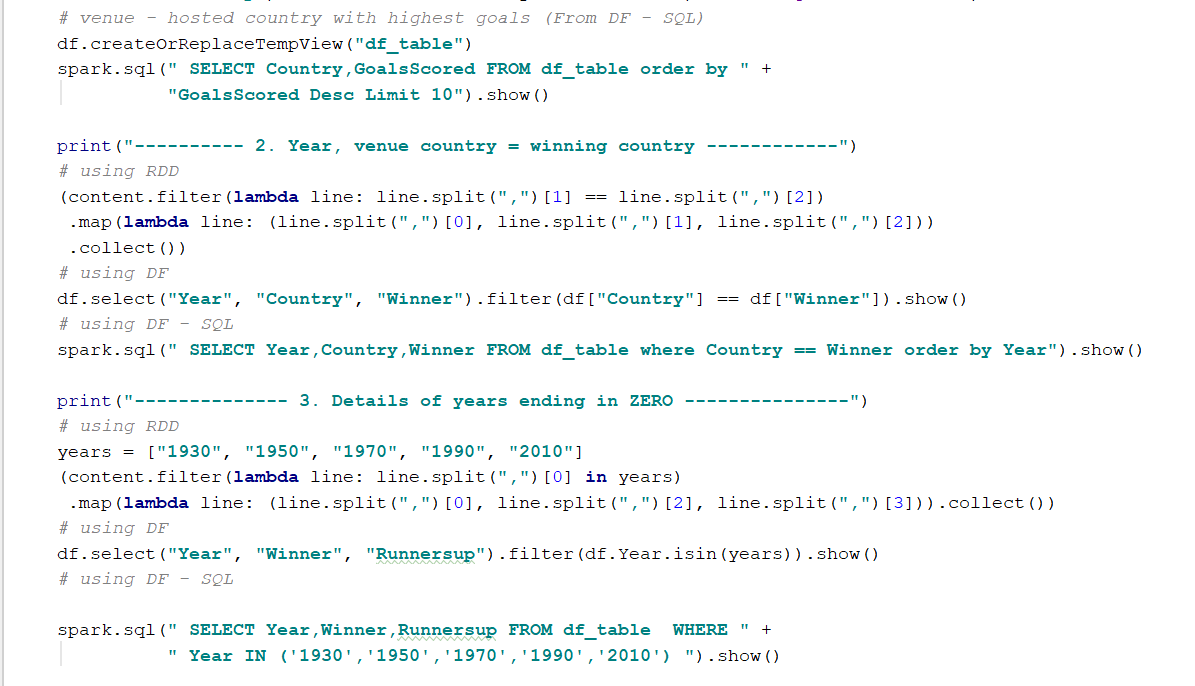 # venue - hosted country with highest goals (From DF - SQL)
df.createOrReplaceTempView("df_table")
spark.sql(" SELECT Country,GoalsScored FROM df_table order by " +
          "GoalsScored Desc Limit 10").show()

print("---------- 2. Year, venue country = winning country ------------")
# using RDD
(content.filter(lambda line: line.split(",")[1] == line.split(",")[2])
 .map(lambda line: (line.split(",")[0], line.split(",")[1], line.split(",")[2]))
 .collect())
# using DF
df.select("Year", "Country", "Winner").filter(df["Country"] == df["Winner"]).show()
# using DF - SQL
spark.sql(" SELECT Year,Country,Winner FROM df_table where Country == Winner order by Year").show()

print("-------------- 3. Details of years ending in ZERO ---------------")
# using RDD
years = ["1930", "1950", "1970", "1990", "2010"]
(content.filter(lambda line: line.split(",")[0] in years)
 .map(lambda line: (line.split(",")[0], line.split(",")[2], line.split(",")[3])).collect())
# using DF
df.select("Year", "Winner", "Runnersup").filter(df.Year.isin(years)).show()
# using DF - SQL

spark.sql(" SELECT Year,Winner,Runnersup FROM df_table  WHERE " +
          " Year IN ('1930','1950','1970','1990','2010') ").show()